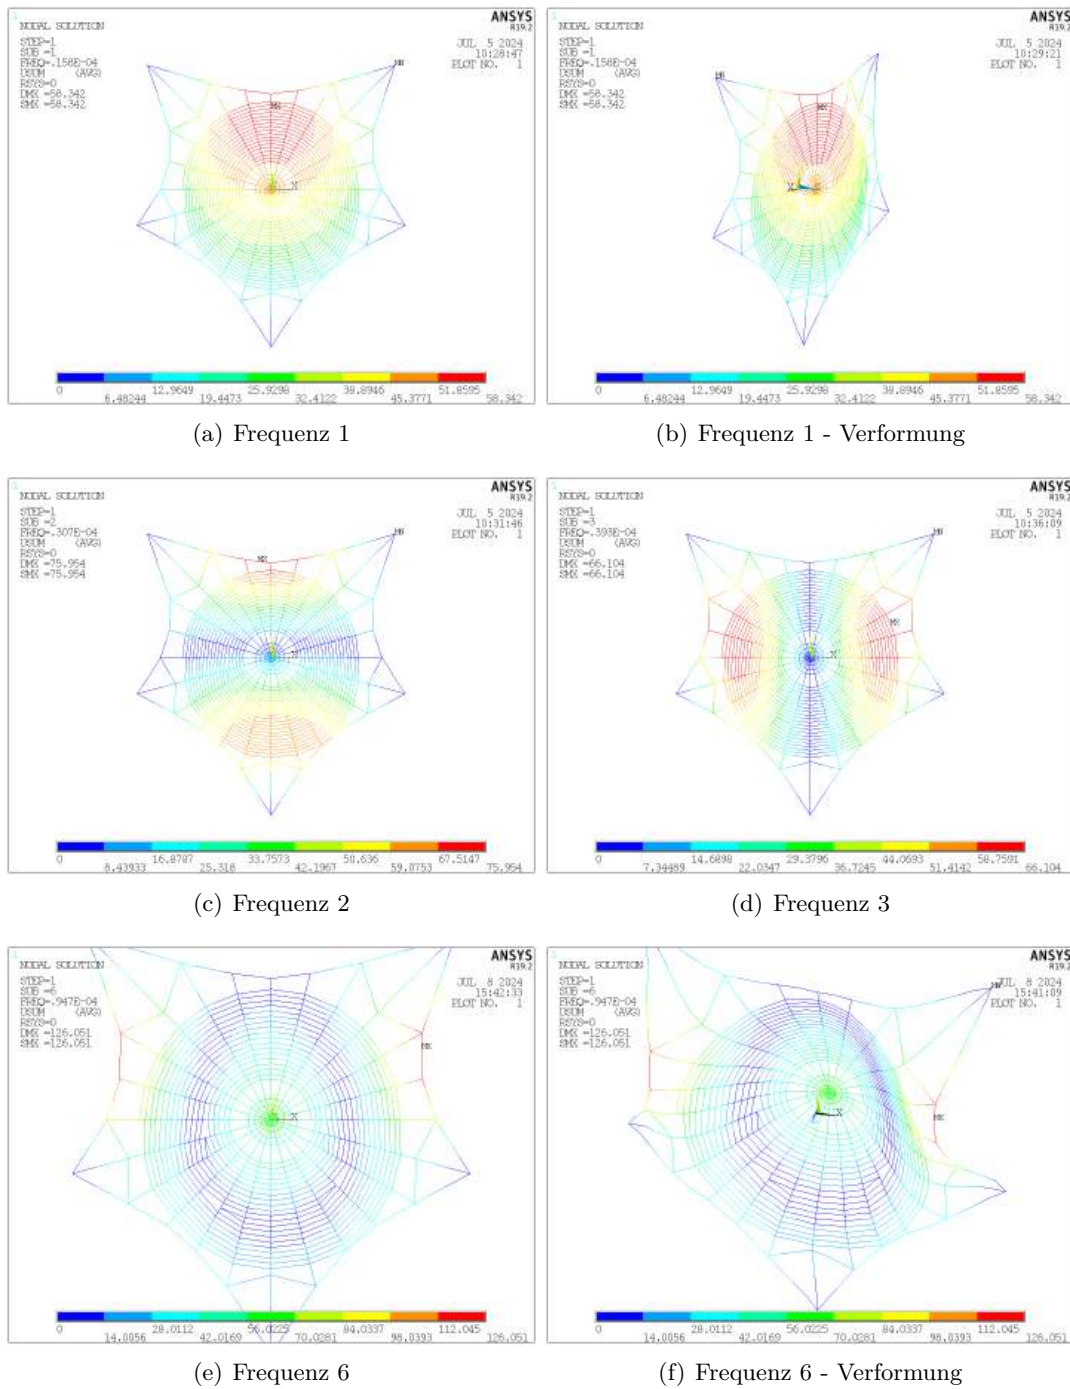 1
NODAL SOLUTION
STEP=1
SUB =1
FREQ=.158E-04
USUM (AVG)
RSYS=0
DMX =58.342
SMX =58.342
ANSYS
R19.2
JUL 5 2024
10:28:47
PLOT NO. 1
MN
MX
X
0 12.9649 25.9298 38.8946 51.8595
6.48244 19.4473 32.4122 45.3771 58.342
(a) Frequenz 1
1
NODAL SOLUTION
STEP=1
SUB =1
FREQ=.158E-04
USUM (AVG)
RSYS=0
DMX =58.342
SMX =58.342
ANSYS
R19.2
JUL 5 2024
10:29:21
PLOT NO. 1
MN
MX
X
0 12.9649 25.9298 38.8946 51.8595
6.48244 19.4473 32.4122 45.3771 58.342
(b) Frequenz 1 - Verformung
1
NODAL SOLUTION
STEP=1
SUB =2
FREQ=.307E-04
USUM (AVG)
RSYS=0
DMX =75.954
SMX =75.954
ANSYS
R19.2
JUL 5 2024
10:31:46
PLOT NO. 1
MN
MX
X
0 16.8787 33.7573 50.636 67.5147
8.43933 25.318 42.1967 59.0753 75.954
(c) Frequenz 2
1
NODAL SOLUTION
STEP=1
SUB =3
FREQ=.393E-04
USUM (AVG)
RSYS=0
DMX =66.104
SMX =66.104
ANSYS
R19.2
JUL 5 2024
10:36:09
PLOT NO. 1
MN
MX
X
0 14.6898 29.3796 44.0693 58.7591
7.34489 22.0347 36.7245 51.4142 66.104
(d) Frequenz 3
1
NODAL SOLUTION
STEP=1
SUB =6
FREQ=.947E-04
USUM (AVG)
RSYS=0
DMX =126.051
SMX =126.051
ANSYS
R19.2
JUL 8 2024
15:42:33
PLOT NO. 1
MX
X
0 28.0112 56.0225 84.0337 112.045
14.0056 42.0169 70.0281 98.0393 126.051
(e) Frequenz 6
1
NODAL SOLUTION
STEP=1
SUB =6
FREQ=.947E-04
USUM (AVG)
RSYS=0
DMX =126.051
SMX =126.051
ANSYS
R19.2
JUL 8 2024
15:41:09
PLOT NO. 1
MN
MX
X
0 28.0112 56.0225 84.0337 112.045
14.0056 42.0169 70.0281 98.0393 126.051
(f) Frequenz 6 - Verformung